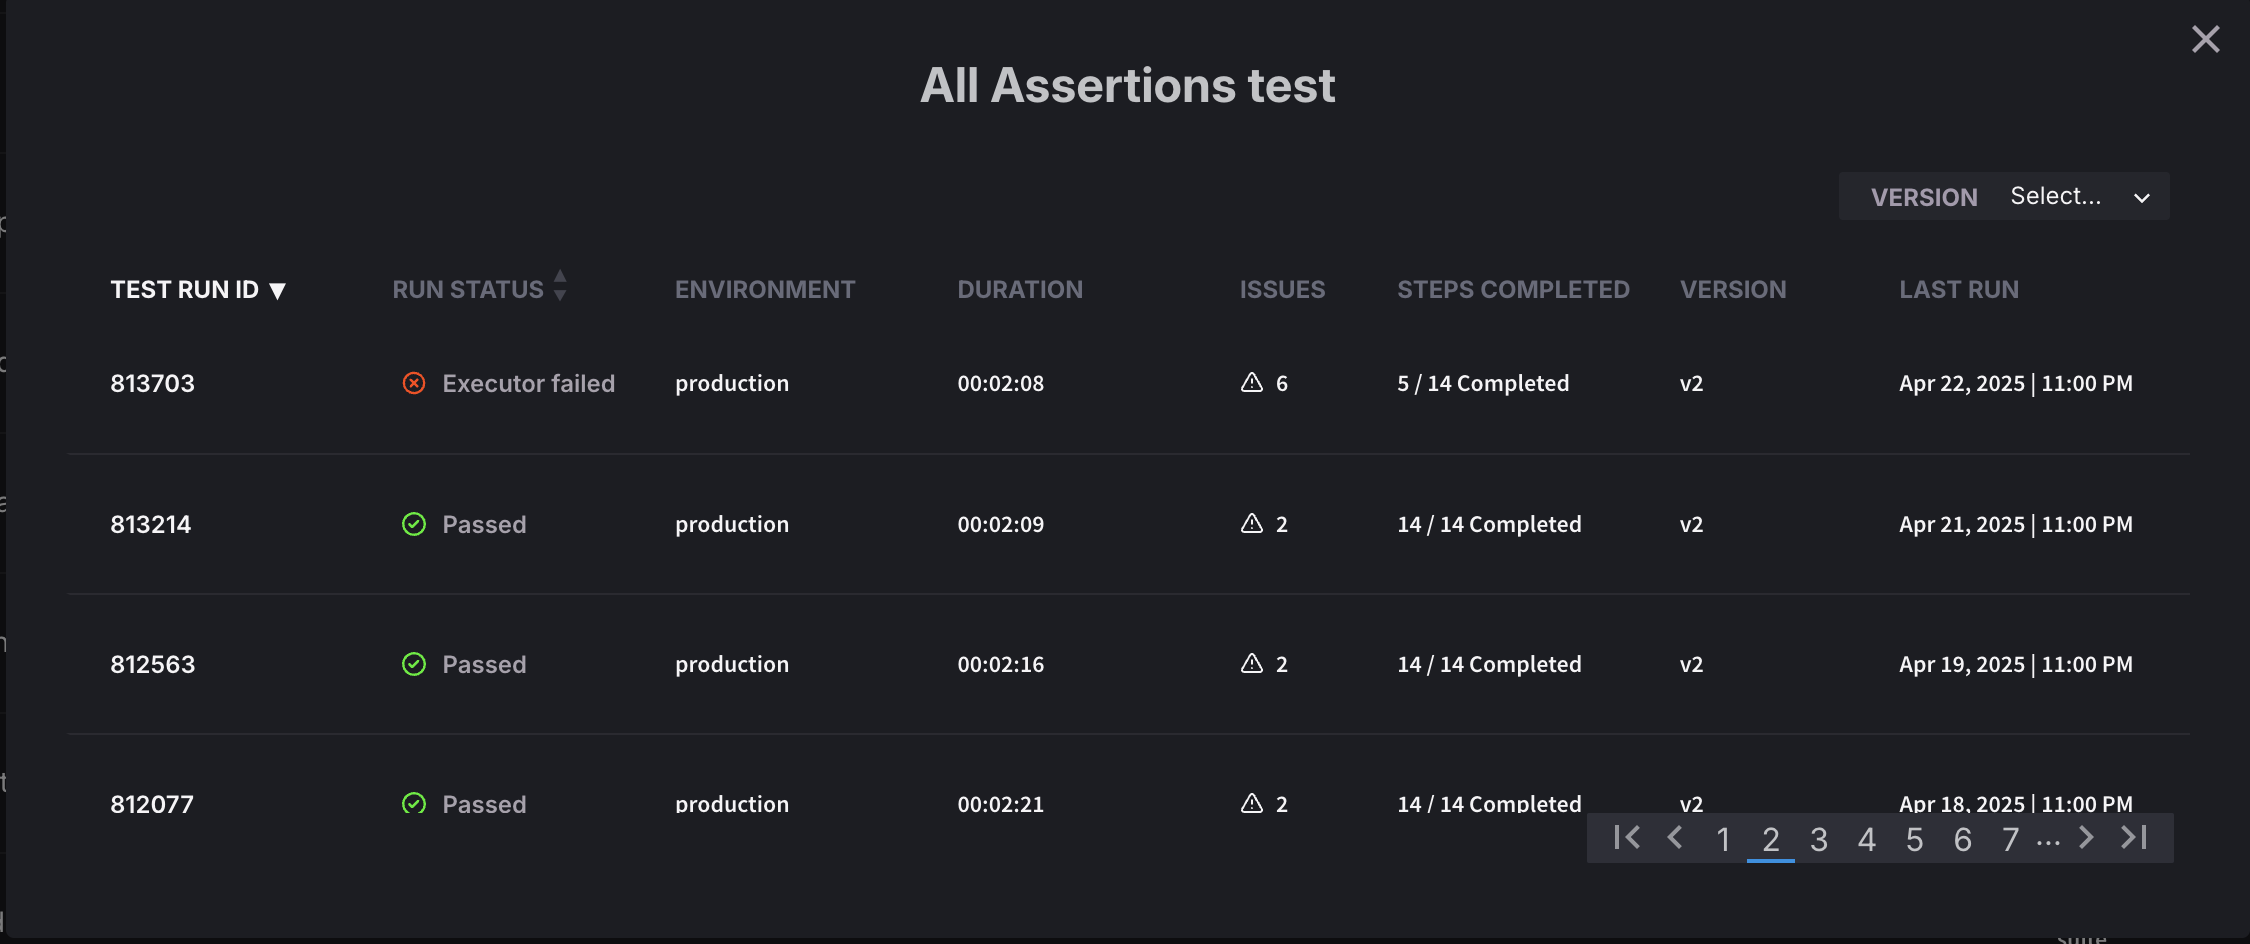 All Assertions test
VERSION Select...
TEST RUN ID ▼ RUN STATUS ENVIRONMENT DURATION ISSUES STEPS COMPLETED VERSION LAST RUN
813703 Executor failed production 00:02:08 6 5 / 14 Completed v2 Apr 22, 2025 | 11:00 PM
813214 Passed production 00:02:09 2 14 / 14 Completed v2 Apr 21, 2025 | 11:00 PM
812563 Passed production 00:02:16 2 14 / 14 Completed v2 Apr 19, 2025 | 11:00 PM
812077 Passed production 00:02:21 2 14 / 14 Completed v2 Apr 18, 2025 | 11:00 PM
1 2 3 4 5 6 7 ...